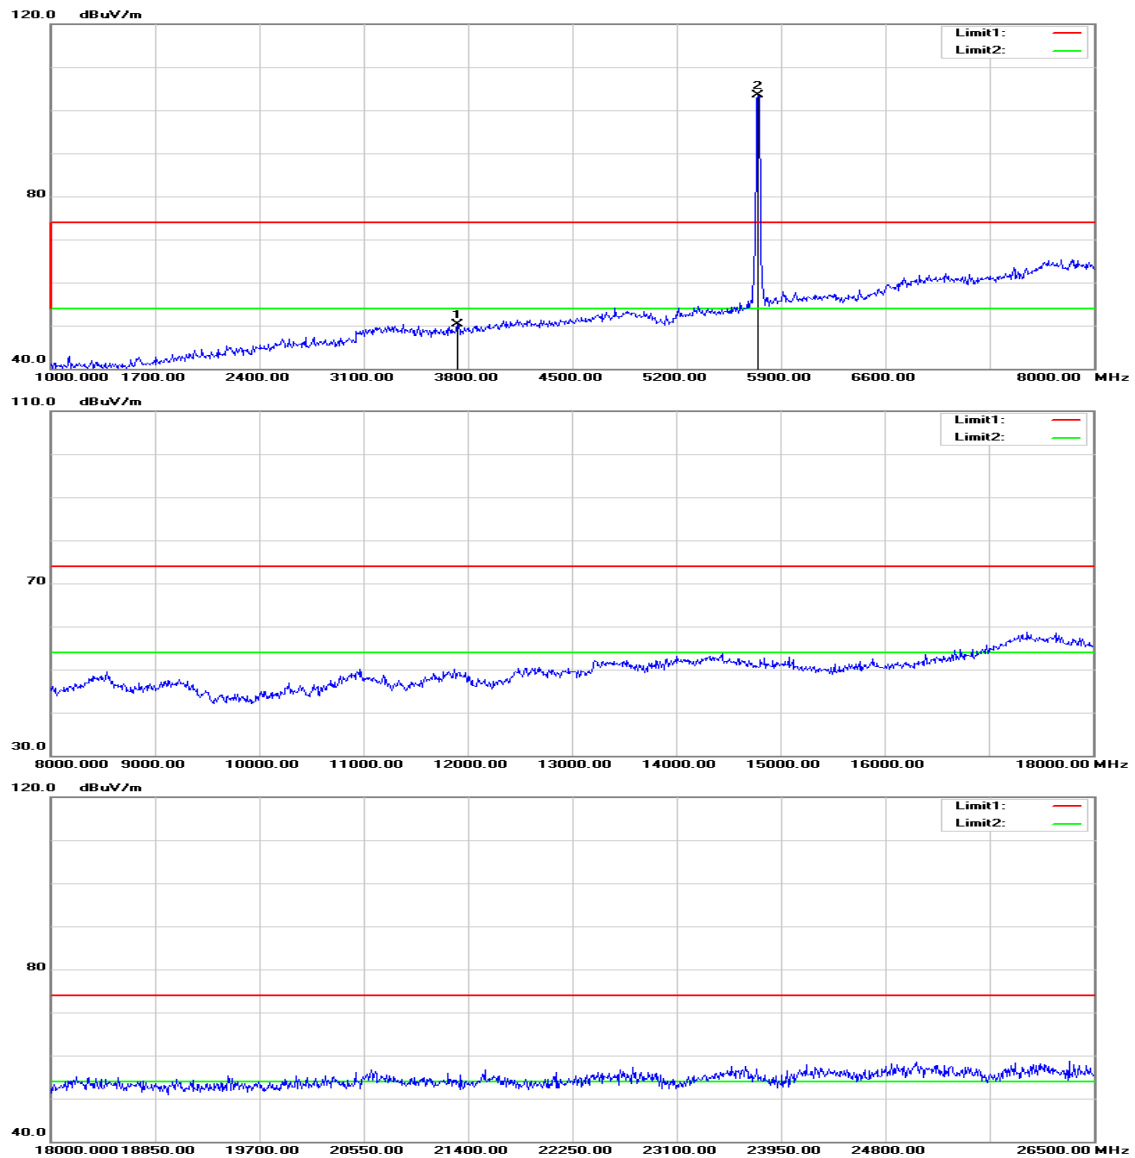 120.0 dBuV/m
Limit1:
Limit2:
2
80
1
40.0
1000.000 1700.00 2400.00 3100.00 3800.00 4500.00 5200.00 5900.00 6600.00 8000.00 MHz
110.0 dBuV/m
Limit1:
Limit2:
70
30.0
8000.000 9000.00 10000.00 11000.00 12000.00 13000.00 14000.00 15000.00 16000.00 18000.00 MHz
120.0 dBuV/m
Limit1:
Limit2:
80
40.0
18000.000 18850.00 19700.00 20550.00 21400.00 22250.00 23100.00 23950.00 24800.00 26500.00 MHz